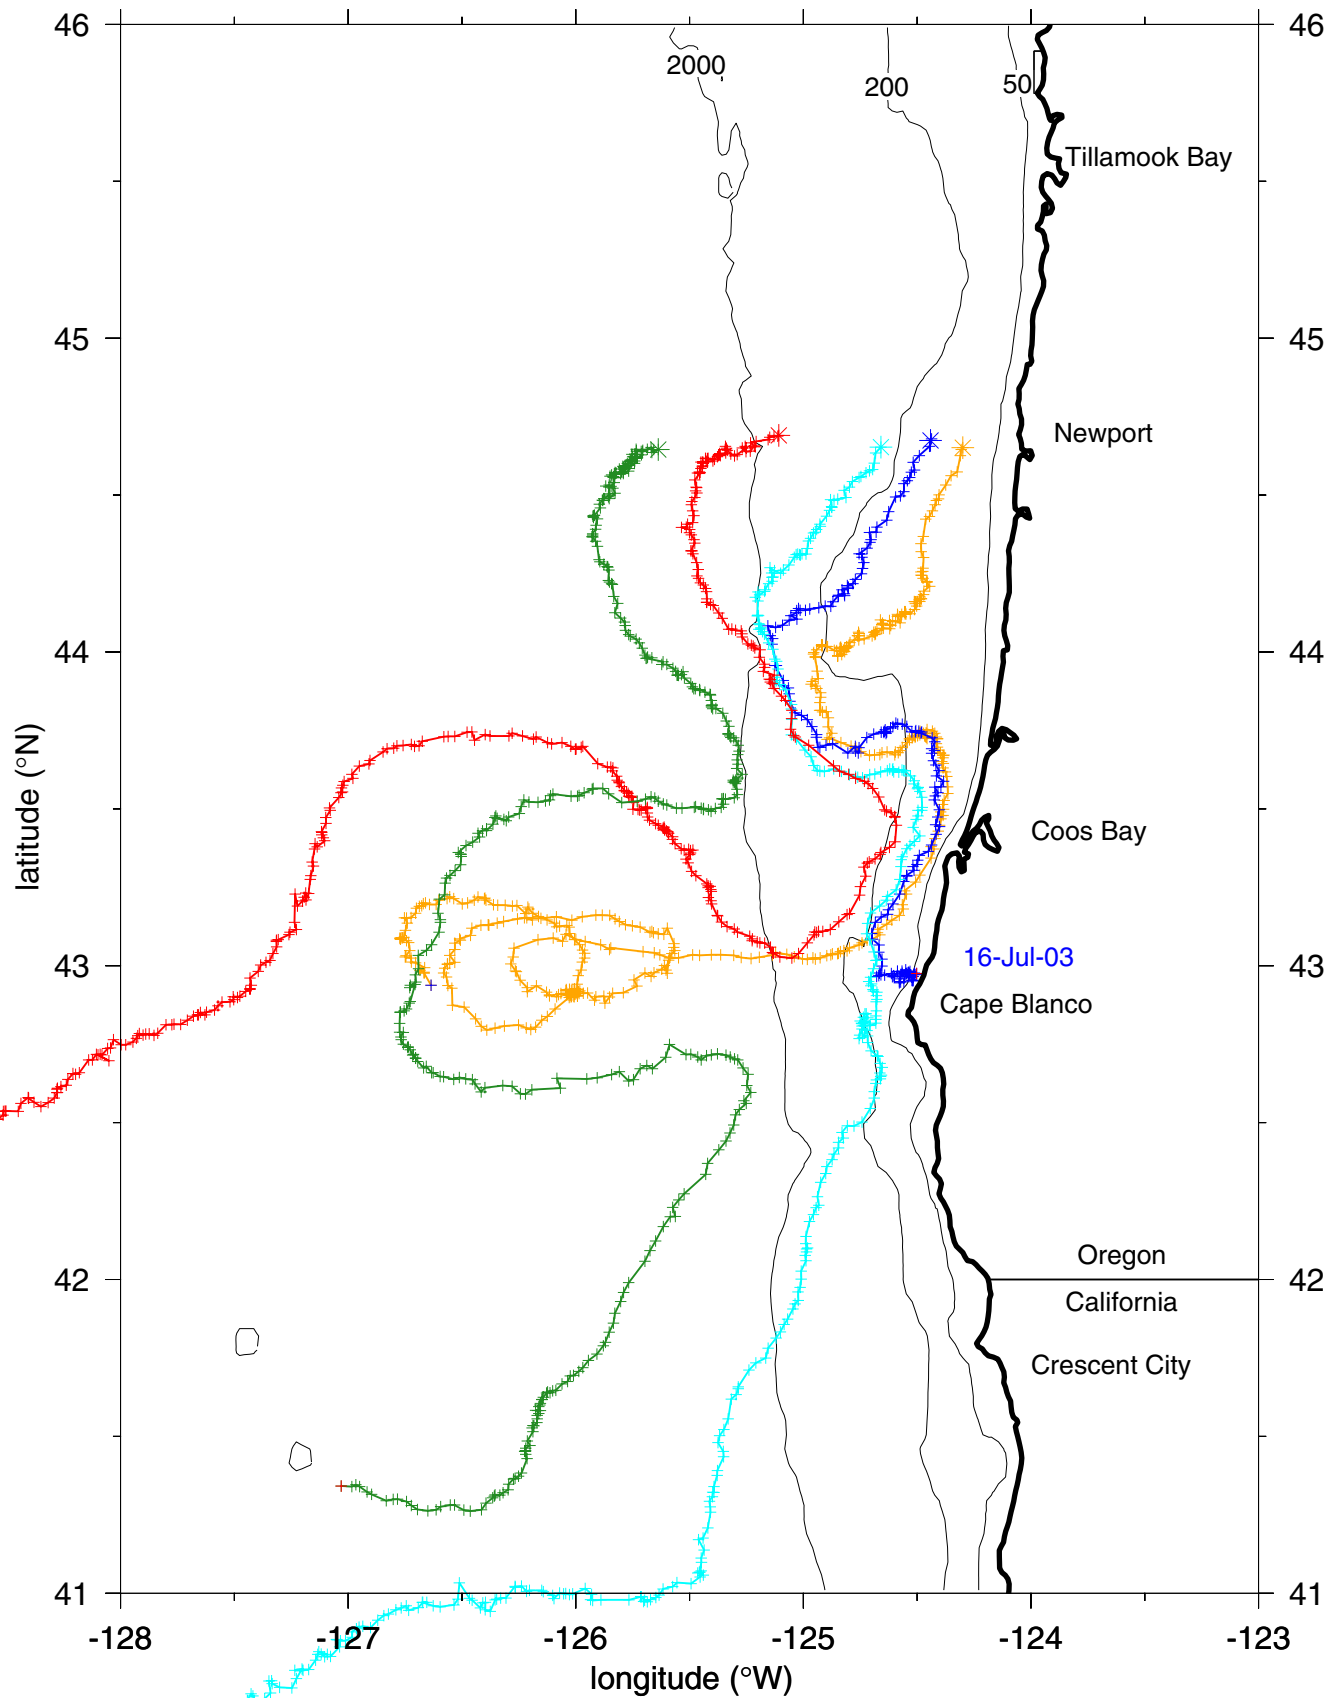 46
46
2000
200
50
Tillamook Bay
45
45
Newport
44
44
latitude (°N)
Coos Bay
43
16-Jul-03
43
Cape Blanco
42
Oregon
42
California
Crescent City
41
41
-128
-127
-126
-125
-124
-123
longitude (°W)